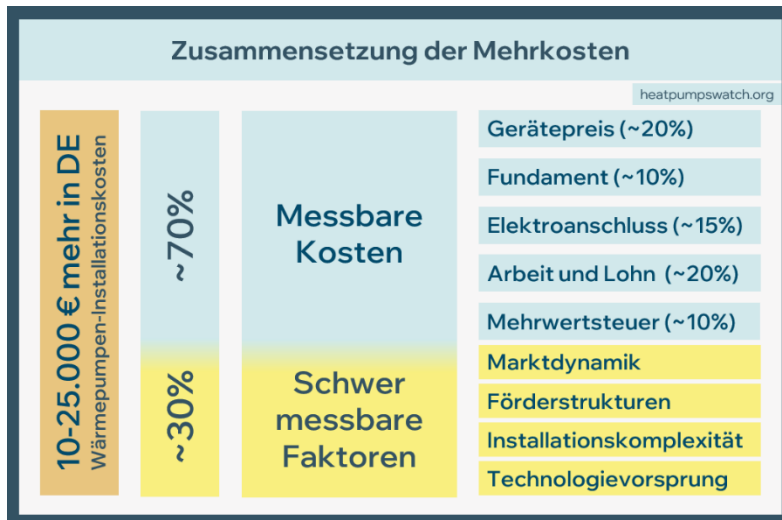 Zusammensetzung der Mehrkosten
heatpumpswatch.org
10-25.000 € mehr in DE
Wärmepumpen-Installationskosten
~70%
~30%
Messbare
Kosten
Schwer
messbare
Faktoren
Gerätepreis (~20%)
Fundament (~10%)
Elektroanschluss (~15%)
Arbeit und Lohn (~20%)
Mehrwertsteuer (~10%)
Marktdynamik
Förderstrukturen
Installationskomplexität
Technologievorsprung